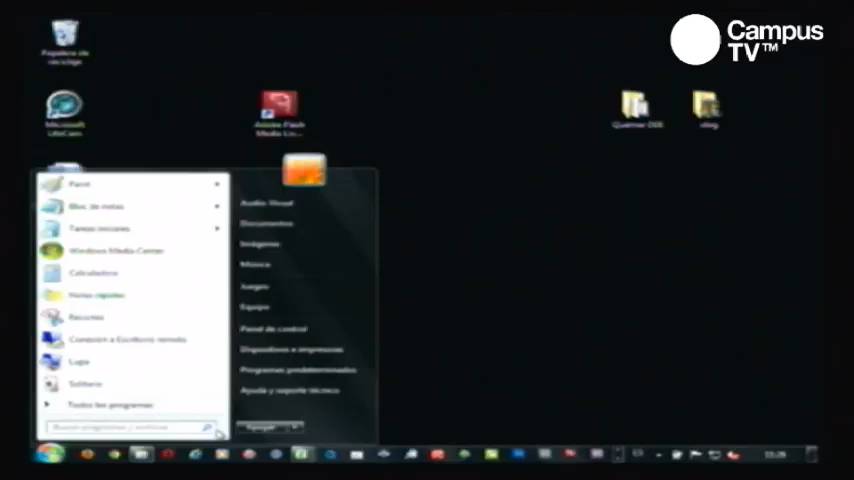 Campus
TV™
Papelera de
reciclaje
Microsoft
LifeCam
Adobe Flash
Media Liv...
Quemar DVD
vlog
Paint
Bloc de notas
Tareas iniciales
Windows Media Center
Calculadora
Notas rápidas
Recortes
Conexión a Escritorio remoto
Lupa
Solitario
Todos los programas
Buscar programas y archivos
Audio Visual
Documentos
Imágenes
Música
Juegos
Equipo
Panel de control
Dispositivos e impresoras
Programas predeterminados
Ayuda y soporte técnico
Apagar